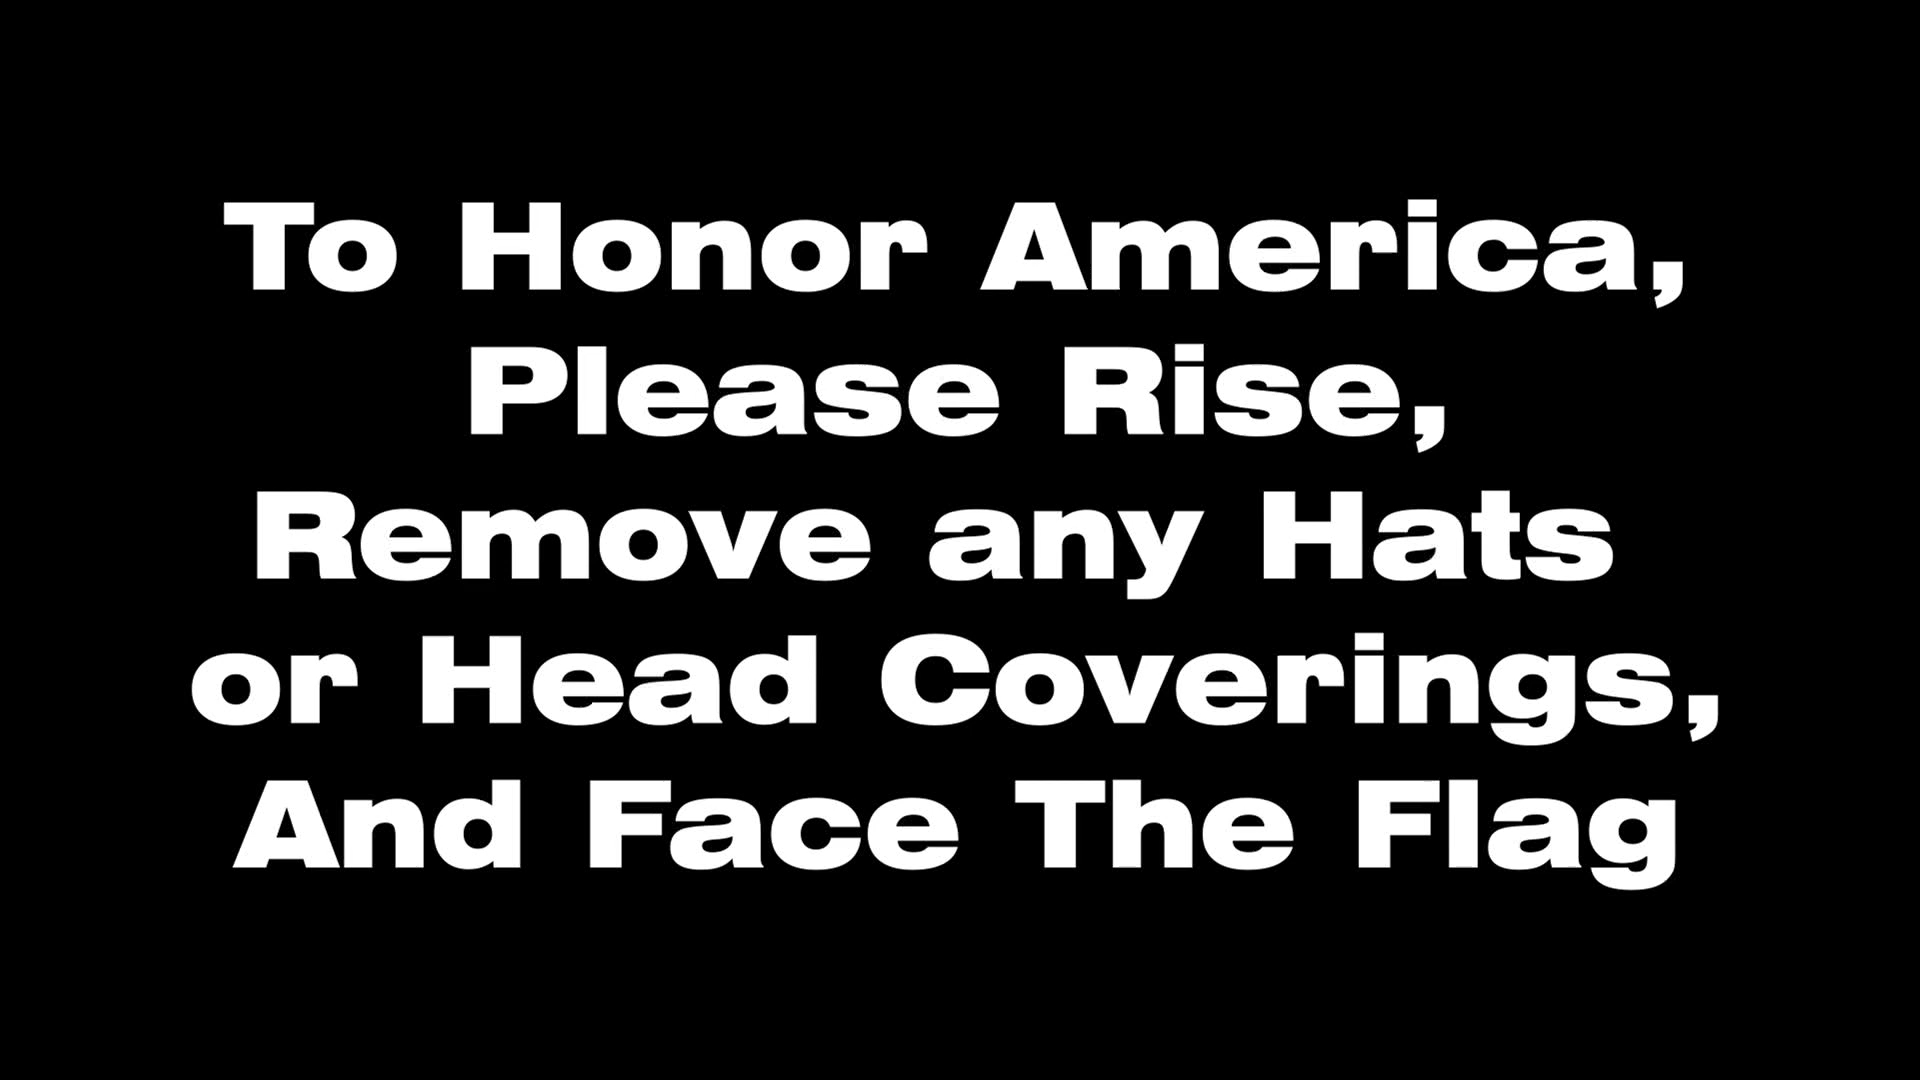 To Honor America,
Please Rise,
Remove any Hats
or Head Coverings,
And Face The Flag